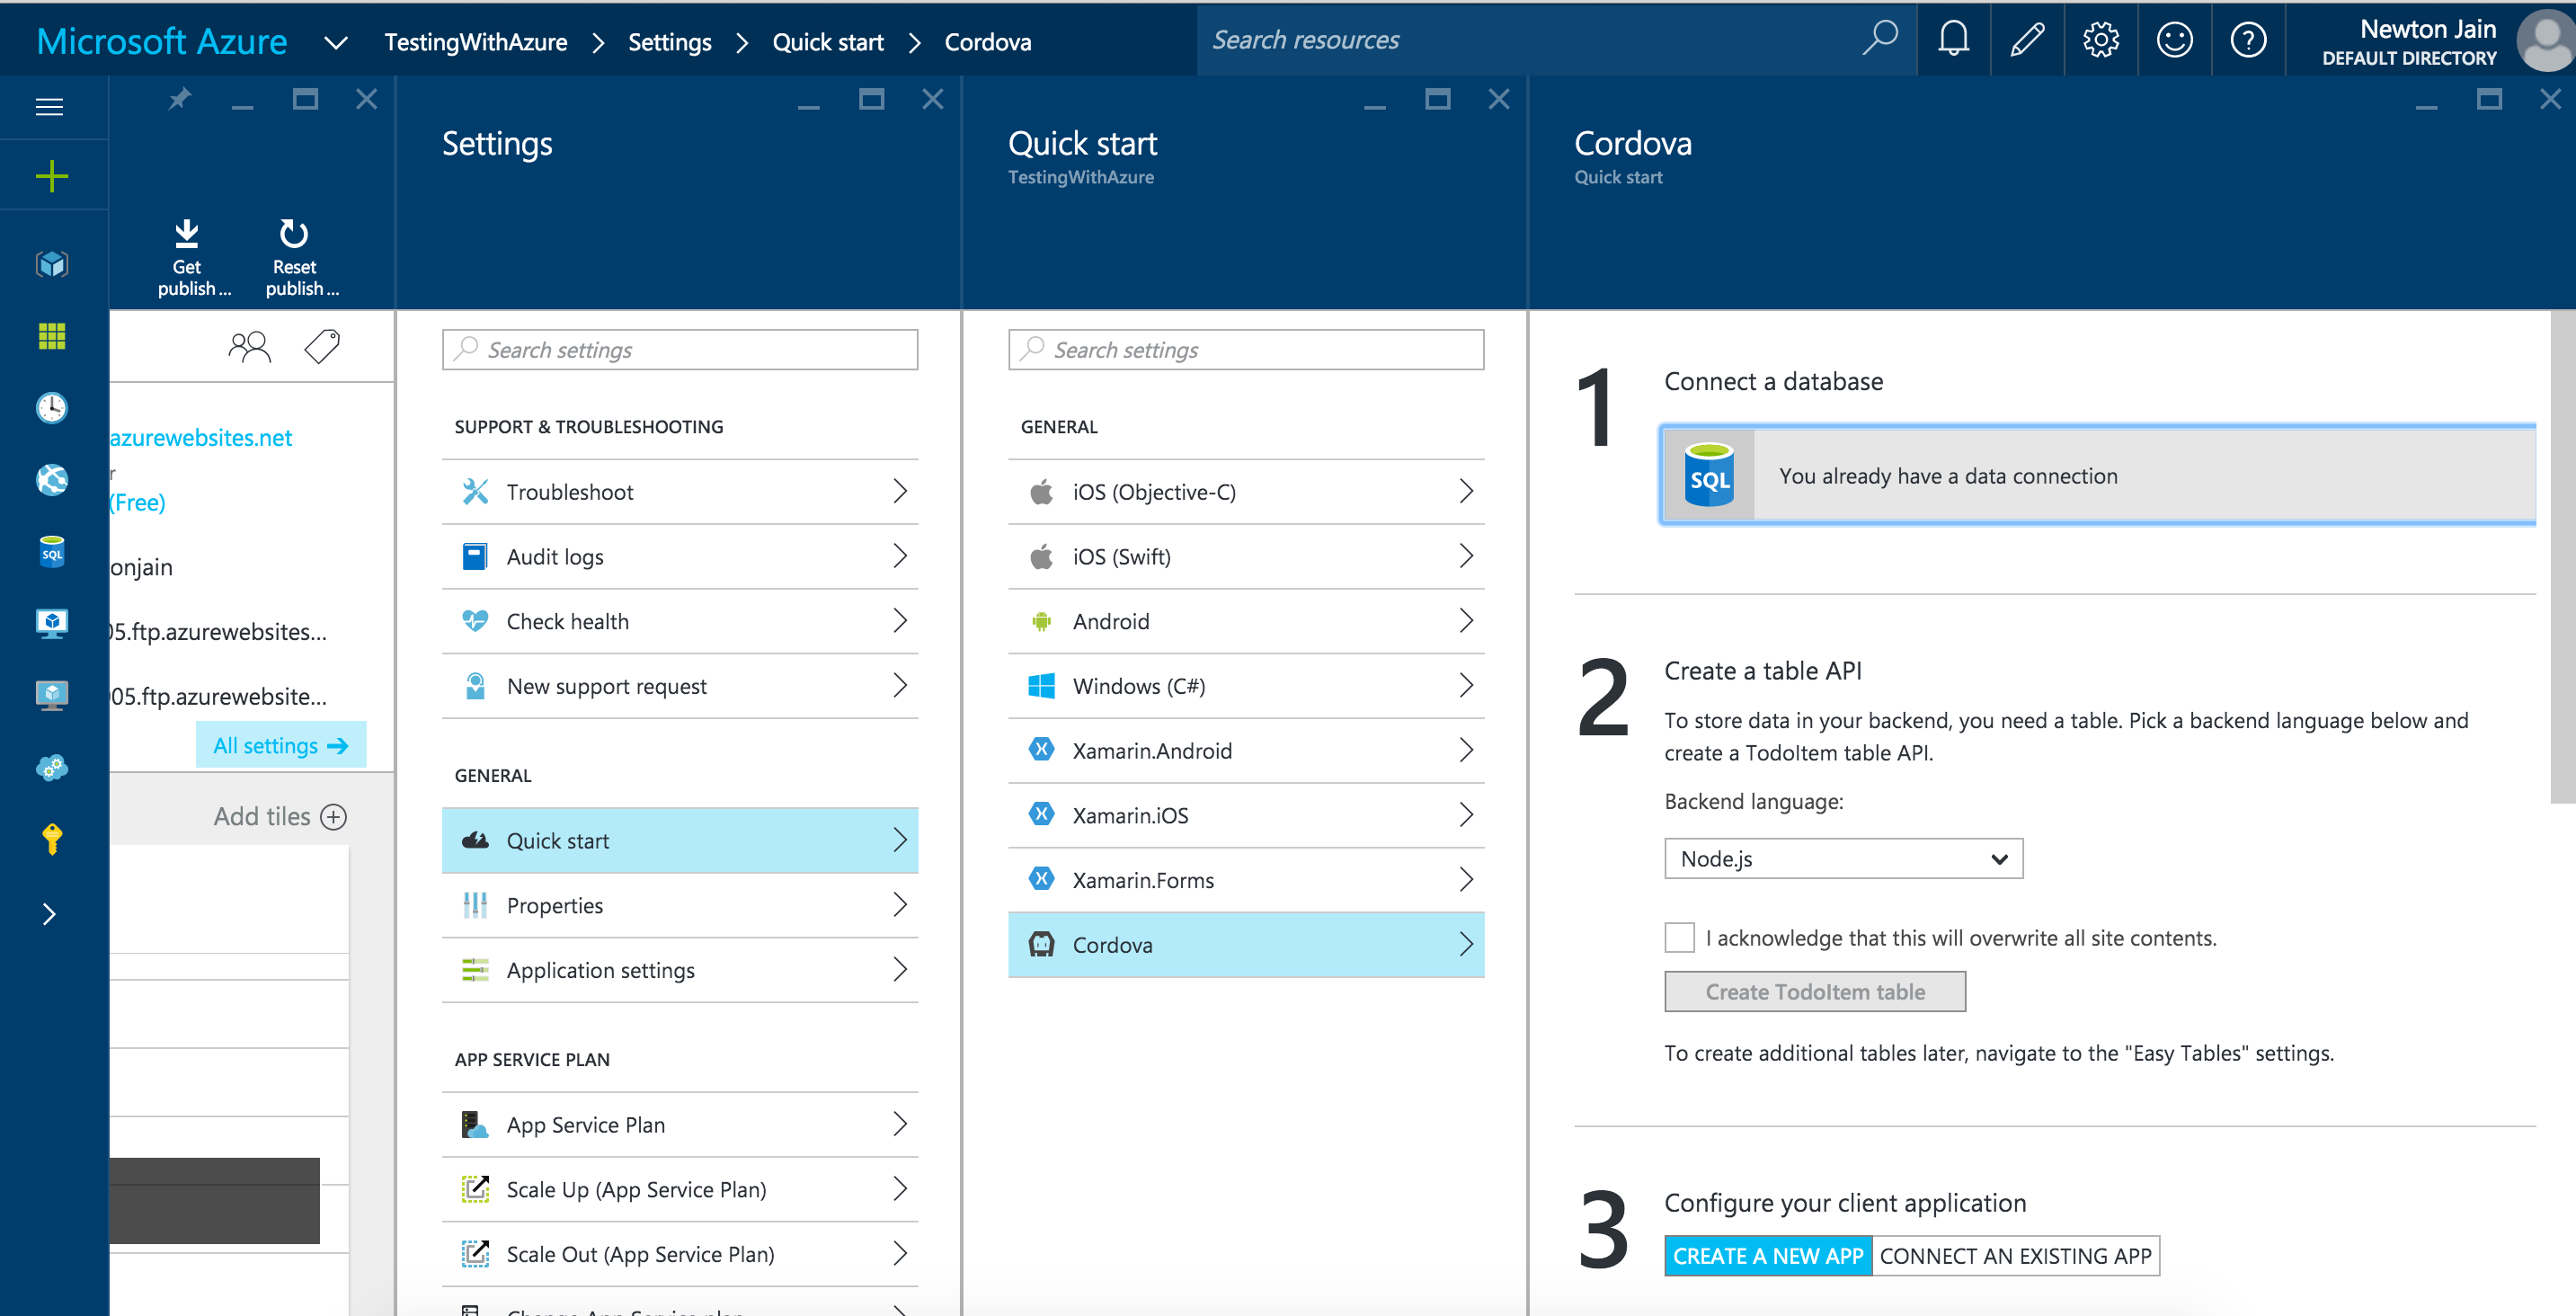 Microsoft Azure
TestingWithAzure > Settings > Quick start > Cordova
Search resources
Newton Jain
DEFAULT DIRECTORY
Get
publish ...
Reset
publish ...
azurewebsites.net
r
(Free)
onjain
05.ftp.azurewebsites...
05.ftp.azurewebsite...
All settings
Add tiles
SQL
Settings
Search settings
SUPPORT & TROUBLESHOOTING
Troubleshoot
Audit logs
Check health
New support request
GENERAL
Quick start
Properties
Application settings
APP SERVICE PLAN
App Service Plan
Scale Up (App Service Plan)
Scale Out (App Service Plan)
Change App Service plan
Quick start
TestingWithAzure
Search settings
GENERAL
iOS (Objective-C)
iOS (Swift)
Android
Windows (C#)
Xamarin.Android
Xamarin.iOS
Xamarin.Forms
Cordova
Cordova
Quick start
1
Connect a database
SQL
You already have a data connection
2
Create a table API
To store data in your backend, you need a table. Pick a backend language below and
create a TodoItem table API.
Backend language:
Node.js
I acknowledge that this will overwrite all site contents.
Create TodoItem table
To create additional tables later, navigate to the "Easy Tables" settings.
3
Configure your client application
CREATE A NEW APP
CONNECT AN EXISTING APP